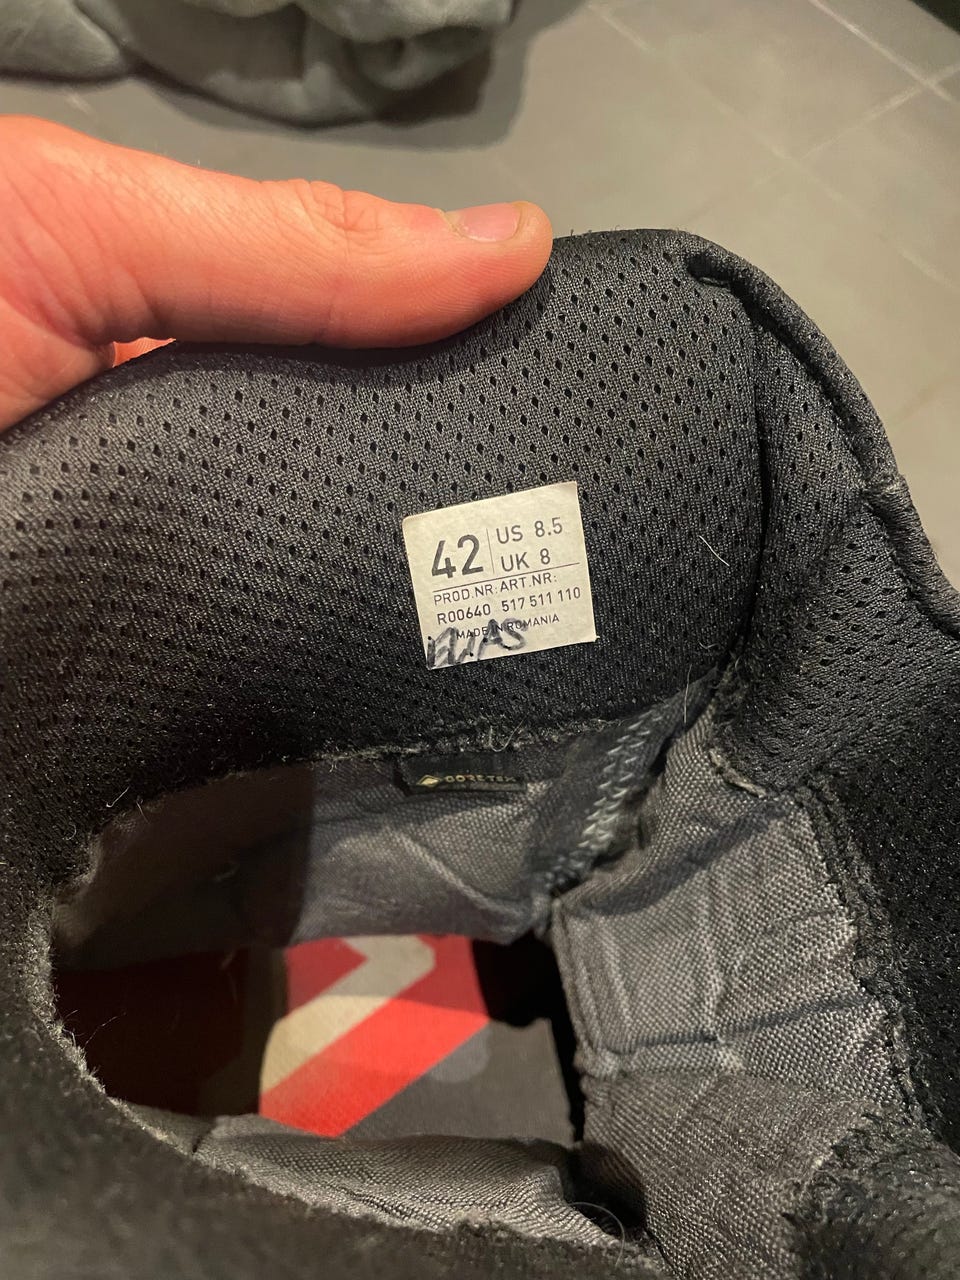 42
US 8.5
UK 8
PROD.NR: ART.NR:
R00640 517 511 110
MADE IN ROMANIA
GORE-TEX